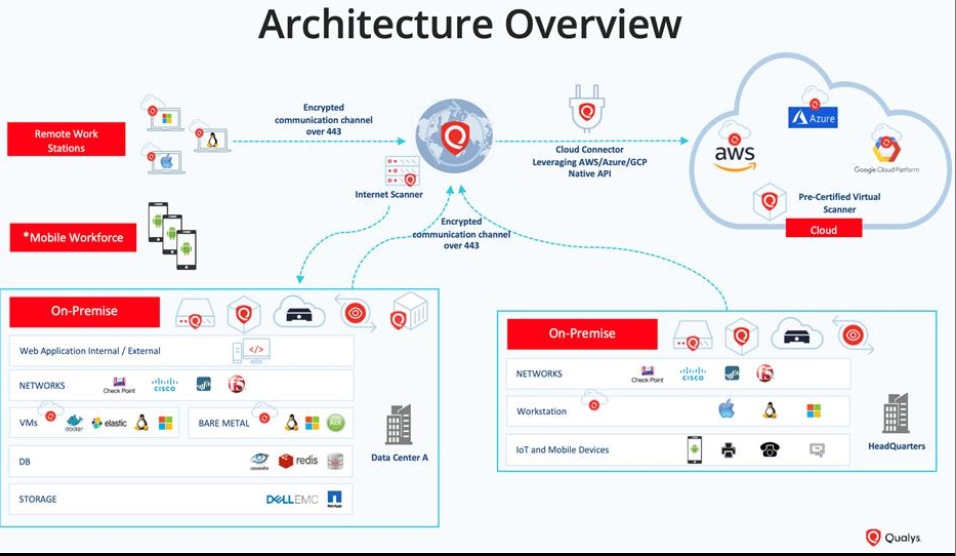 Architecture Overview
Remote Work
Stations
Encrypted
communication channel
over 443
Internet Scanner
Cloud Connector
Leveraging AWS/Azure/GCP
Native API
Azure
aws
Google Cloud Platform
Pre-Certified Virtual
Scanner
Cloud
*Mobile Workforce
Encrypted
communication channel
over 443
On-Premise
Web Application Internal / External
</>
NETWORKS
Check Point
CISCO
VMs
docker
elastic
BARE METAL
AIX
DB
cassandra
redis
STORAGE
DELL EMC
NetApp
Data Center A
On-Premise
NETWORKS
Check Point
CISCO
Workstation
IoT and Mobile Devices
HeadQuarters
Qualys.